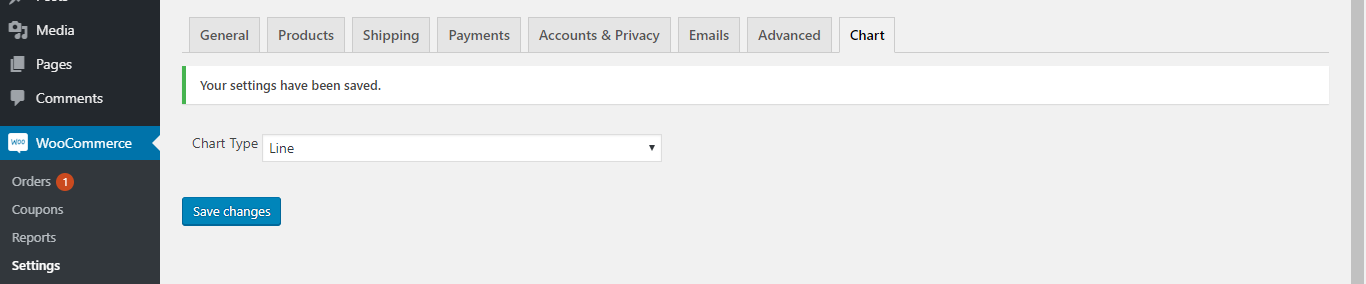 Media
Pages
Comments
woo WooCommerce
Orders 1
Coupons
Reports
Settings
General Products Shipping Payments Accounts & Privacy Emails Advanced Chart
Your settings have been saved.
Chart Type Line
Save changes